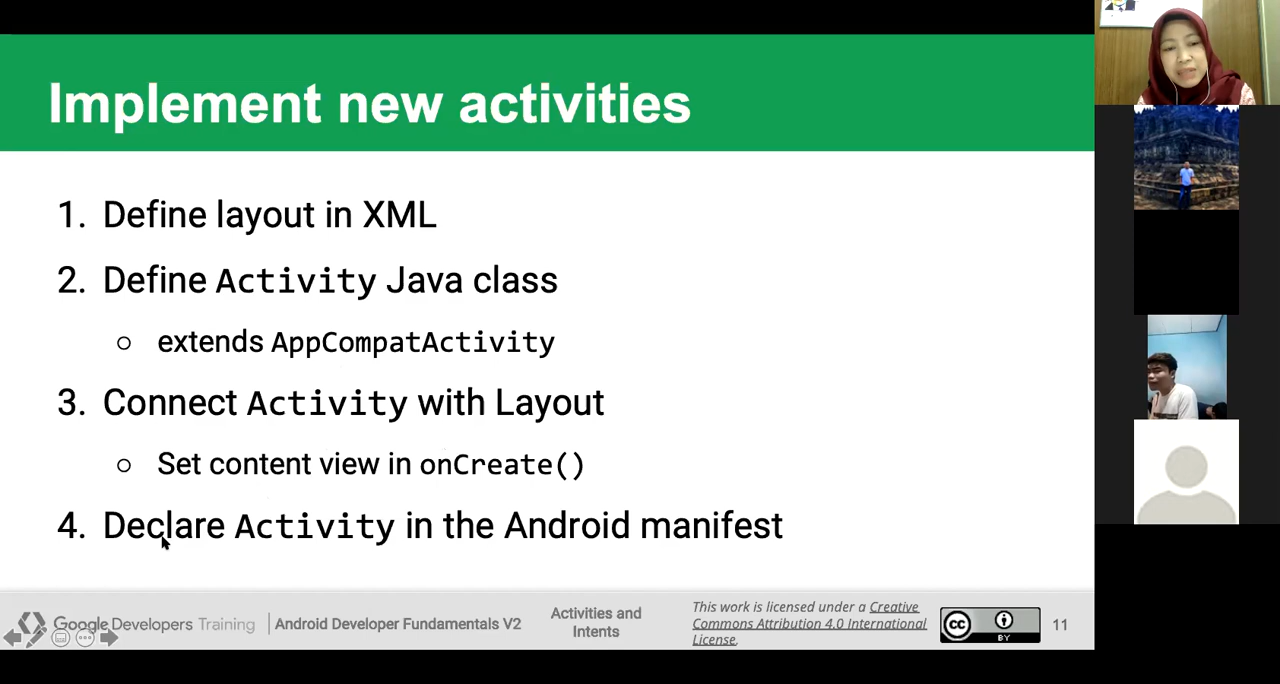 Implement new activities
1. Define layout in XML
2. Define Activity Java class
○ extends AppCompatActivity
3. Connect Activity with Layout
○ Set content view in onCreate()
4. Declare Activity in the Android manifest
Google Developers Training
Android Developer Fundamentals V2
Activities and
Intents
This work is licensed under a Creative
Commons Attribution 4.0 International
License.
cc
BY
11